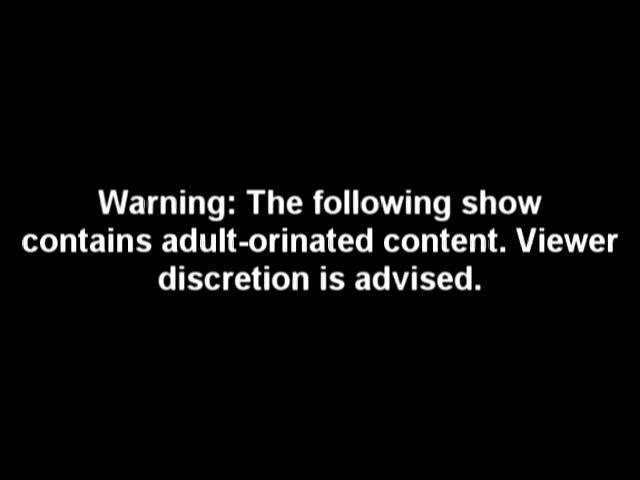 Warning: The following show
contains adult-orinated content. Viewer
discretion is advised.